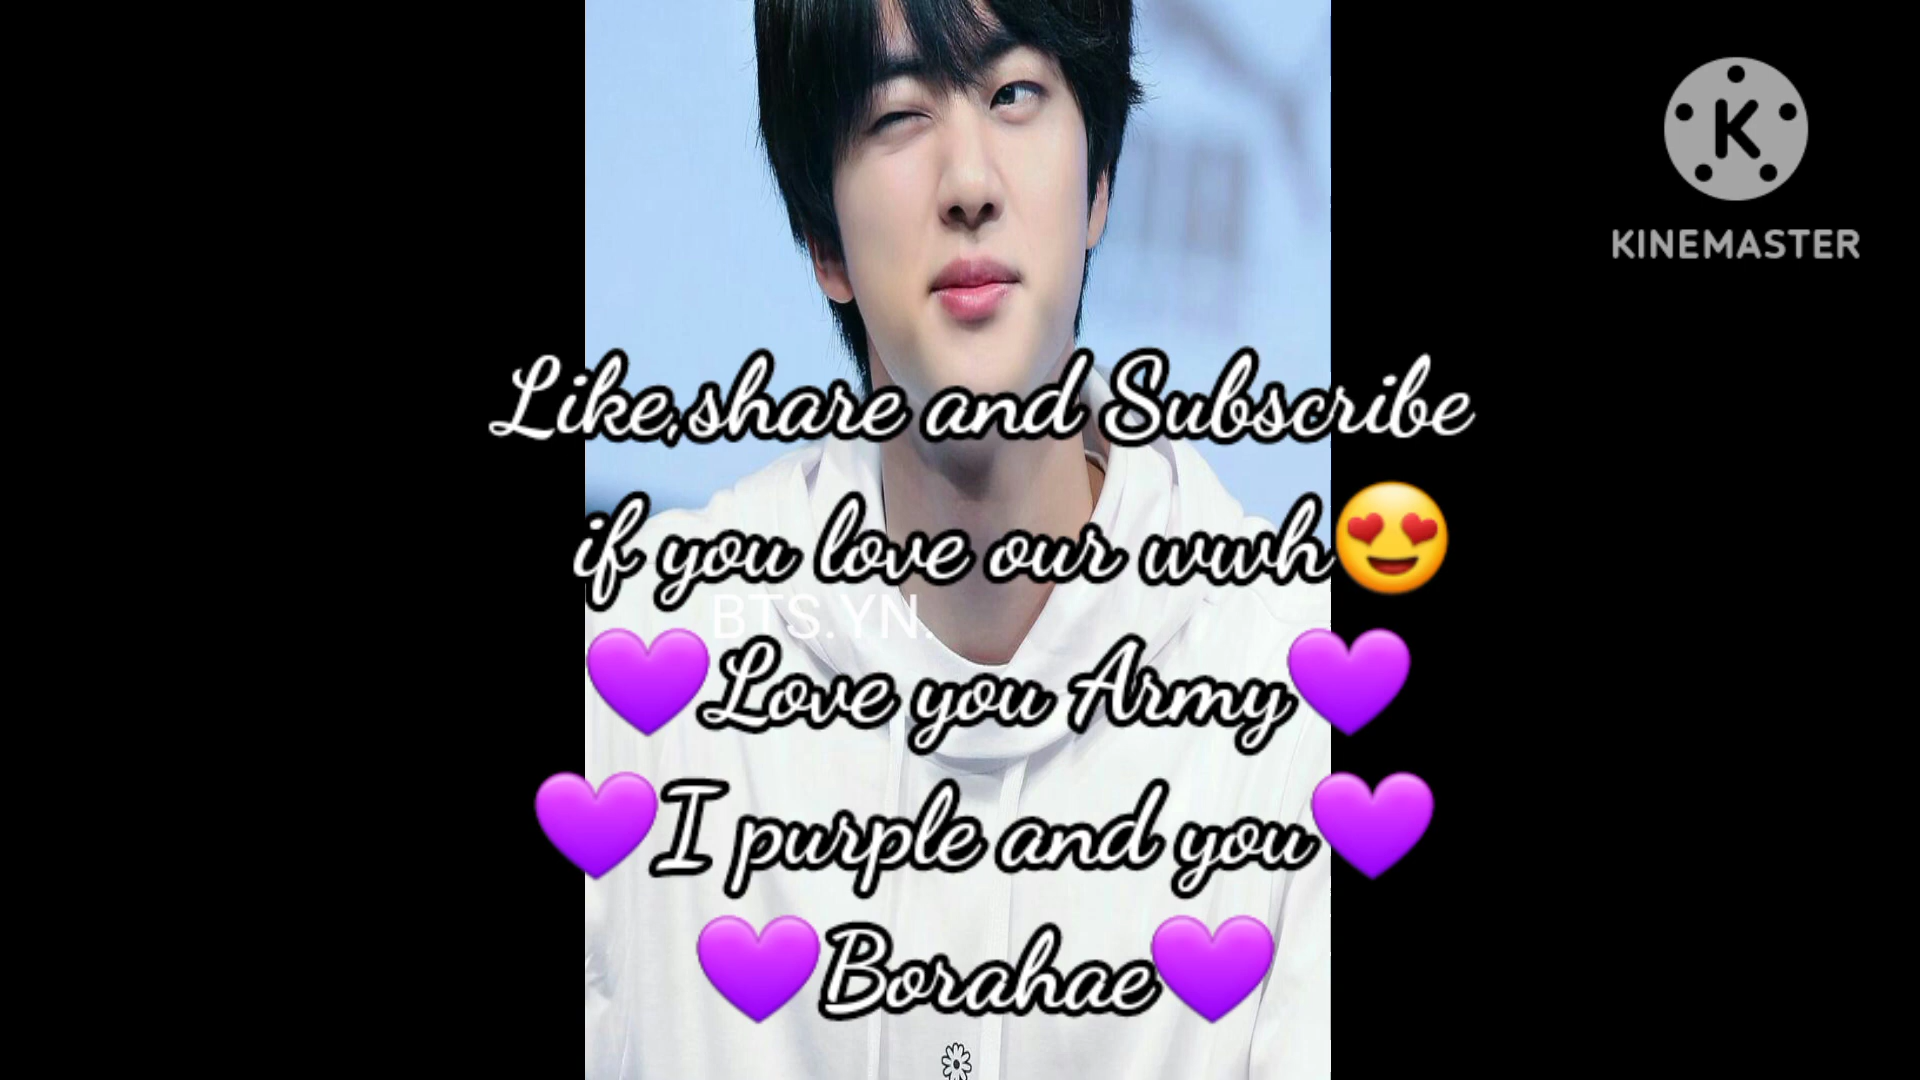 KINEMASTER
Like,share and Subscribe
if you love our wwh😍
BTS.YN.
💜Love you Army💜
💜I purple and you💜
💜Borahae💜